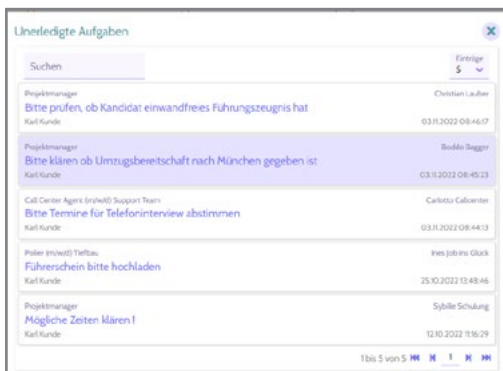 Unerledigte Aufgaben
Suchen
Einträge
5
Projektmanager
Christian Lauber
Bitte prüfen, ob Kandidat einwandfreies Führungszeugnis hat
Karl Kunde
03.11.2022 08:46:17
Projektmanager
Boddo Bagger
Bitte klären ob Umzugsbereitschaft nach München gegeben ist
Karl Kunde
03.11.2022 08:45:23
Call Center Agent (m/w/d) Support Team
Carlotta Callcenter
Bitte Termine für Telefoninterview abstimmen
Karl Kunde
03.11.2022 08:44:13
Polier (m/w/d) Tiefbau
Ines Jobins Glück
Führerschein bitte hochladen
Karl Kunde
25.10.2022 13:48:46
Projektmanager
Sybille Schulung
Mögliche Zeiten klären !
Karl Kunde
12.10.2022 11:16:29
1 bis 5 von 5
1